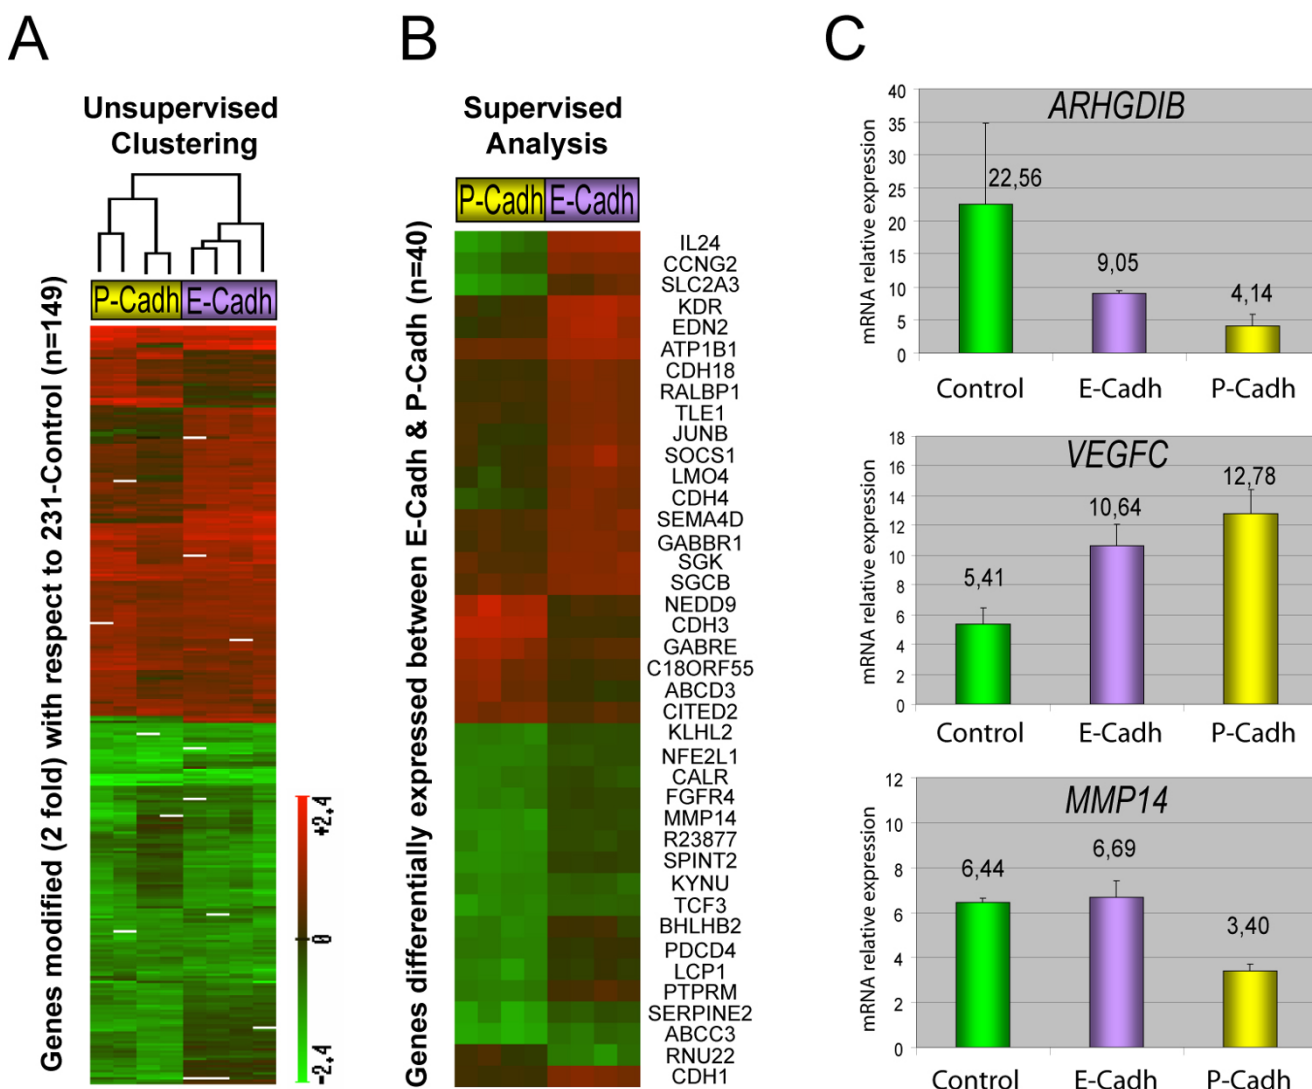 A
Unsupervised
Clustering
P-Cadh E-Cadh
Genes modified (2 fold) with respect to 231-Control (n=149)
+2.4
0
-2.4
B
Supervised
Analysis
P-Cadh E-Cadh
Genes differentially expressed between E-Cadh & P-Cadh (n=40)
IL24
CCNG2
SLC2A3
KDR
EDN2
ATP1B1
CDH18
RALBP1
TLE1
JUNB
SOCS1
LMO4
CDH4
SEMA4D
GABBR1
SGK
SGCB
NEDD9
CDH3
GABRE
C18ORF55
ABCD3
CITED2
KLHL2
NFE2L1
CALR
FGFR4
MMP14
R23877
SPINT2
KYNU
TCF3
BHLHB2
PDCD4
LCP1
PTPRM
SERPINE2
ABCC3
RNU22
CDH1
C
ARHGDIB
mRNA relative expression
40
35
30
25
20
15
10
5
0
22,56
9,05
4,14
Control E-Cadh P-Cadh
VEGFC
mRNA relative expression
18
16
14
12
10
8
6
4
2
0
5,41
10,64
12,78
Control E-Cadh P-Cadh
MMP14
mRNA relative expression
12
10
8
6
4
2
0
6,44
6,69
3,40
Control E-Cadh P-Cadh